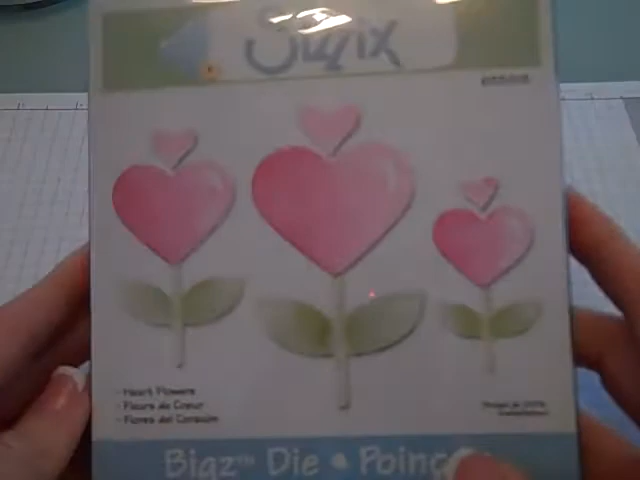 Sizzix
• Heart Flowers
• Fleurs de Coeur
• Flores del Corazón
Bigz™ Die •